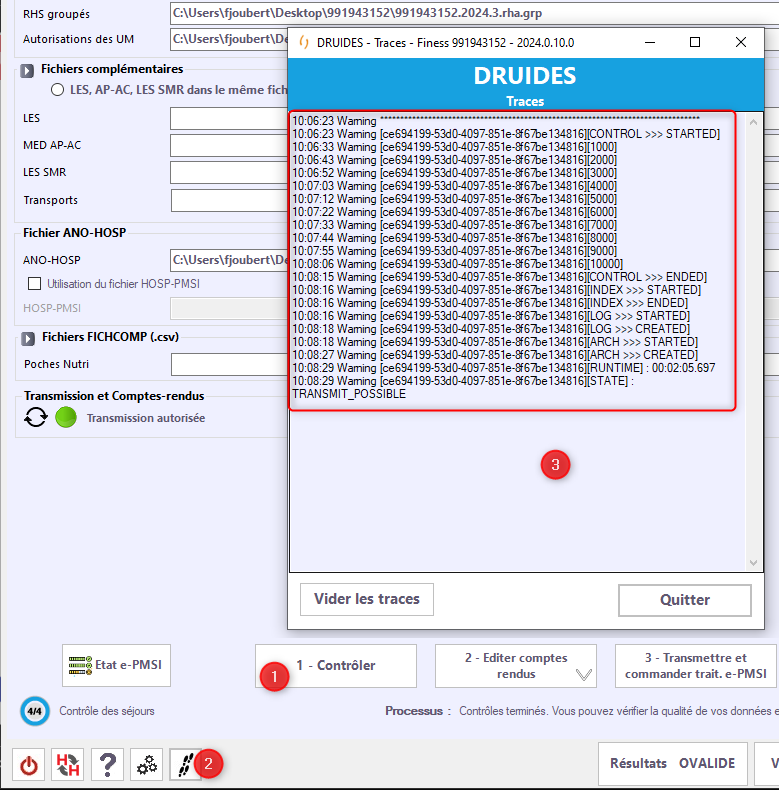 RHS groupés
C:\Users\fjoubert\Desktop\991943152\991943152.2024.3.rha.grp
Autorisations des UM
C:\Us
Fichiers complémentaires
LES, AP-AC, LES SMR dans le même fich
LES
MED AP-AC
LES SMR
Transports
Fichier ANO-HOSP
ANO-HOSP
C:\Users\fjoubert\De
Utilisation du fichier HOSP-PMSI
HOSP-PMSI
Fichiers FICHCOMP (.csv)
Poches Nutri
Transmission et Comptes-rendus
Transmission autorisée
DRUIDES - Traces - Finess 991943152 - 2024.0.10.0
DRUIDES
Traces
10:06:23 Warning ********************************************************************************
10:06:23 Warning [ce694199-53d0-4097-851e-8f67be134816][CONTROL >>> STARTED]
10:06:33 Warning [ce694199-53d0-4097-851e-8f67be134816][1000]
10:06:43 Warning [ce694199-53d0-4097-851e-8f67be134816][2000]
10:06:52 Warning [ce694199-53d0-4097-851e-8f67be134816][3000]
10:07:03 Warning [ce694199-53d0-4097-851e-8f67be134816][4000]
10:07:12 Warning [ce694199-53d0-4097-851e-8f67be134816][5000]
10:07:22 Warning [ce694199-53d0-4097-851e-8f67be134816][6000]
10:07:33 Warning [ce694199-53d0-4097-851e-8f67be134816][7000]
10:07:44 Warning [ce694199-53d0-4097-851e-8f67be134816][8000]
10:07:55 Warning [ce694199-53d0-4097-851e-8f67be134816][9000]
10:08:06 Warning [ce694199-53d0-4097-851e-8f67be134816][10000]
10:08:15 Warning [ce694199-53d0-4097-851e-8f67be134816][CONTROL >>> ENDED]
10:08:16 Warning [ce694199-53d0-4097-851e-8f67be134816][INDEX >>> STARTED]
10:08:16 Warning [ce694199-53d0-4097-851e-8f67be134816][INDEX >>> ENDED]
10:08:16 Warning [ce694199-53d0-4097-851e-8f67be134816][LOG >>> STARTED]
10:08:18 Warning [ce694199-53d0-4097-851e-8f67be134816][LOG >>> CREATED]
10:08:18 Warning [ce694199-53d0-4097-851e-8f67be134816][ARCH >>> STARTED]
10:08:27 Warning [ce694199-53d0-4097-851e-8f67be134816][ARCH >>> CREATED]
10:08:29 Warning [ce694199-53d0-4097-851e-8f67be134816][RUNTIME] : 00:02:05.697
10:08:29 Warning [ce694199-53d0-4097-851e-8f67be134816][STATE] :
TRANSMIT_POSSIBLE
3
Vider les traces
Quitter
Etat e-PMSI
1
1 - Contrôler
2 - Editer comptes
rendus
3 - Transmettre et
commander trait. e-PMSI
4/4
Contrôle des séjours
Processus : Contrôles terminés. Vous pouvez vérifier la qualité de vos données e
H H
?
2
Résultats OVALIDE
V